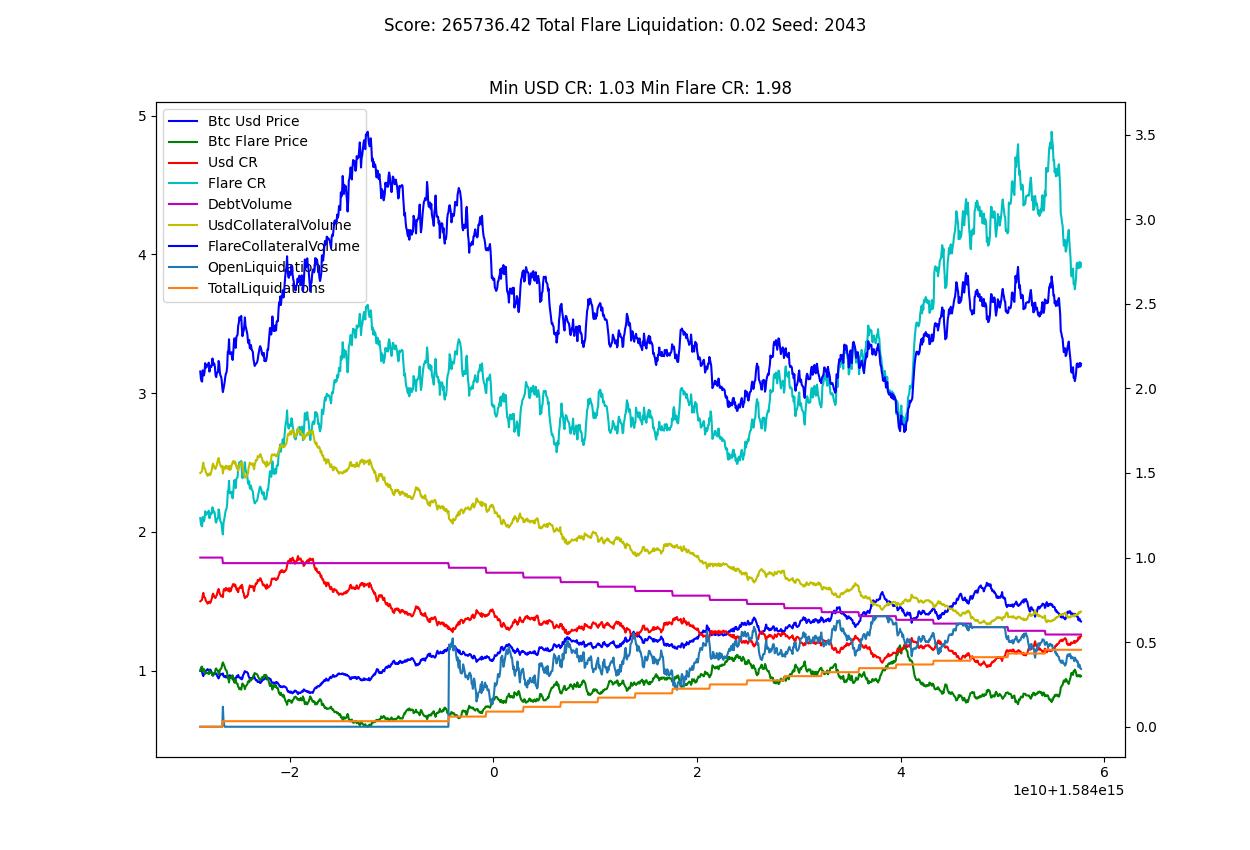 Score: 265736.42 Total Flare Liquidation: 0.02 Seed: 2043
Min USD CR: 1.03 Min Flare CR: 1.98
Btc Usd Price
Btc Flare Price
Usd CR
Flare CR
DebtVolume
UsdCollateralVolume
FlareCollateralVolume
OpenLiquidations
TotalLiquidations
5
4
3
2
1
3.5
3.0
2.5
2.0
1.5
1.0
0.5
0.0
−2
0
2
4
6
1e10+1.584e15